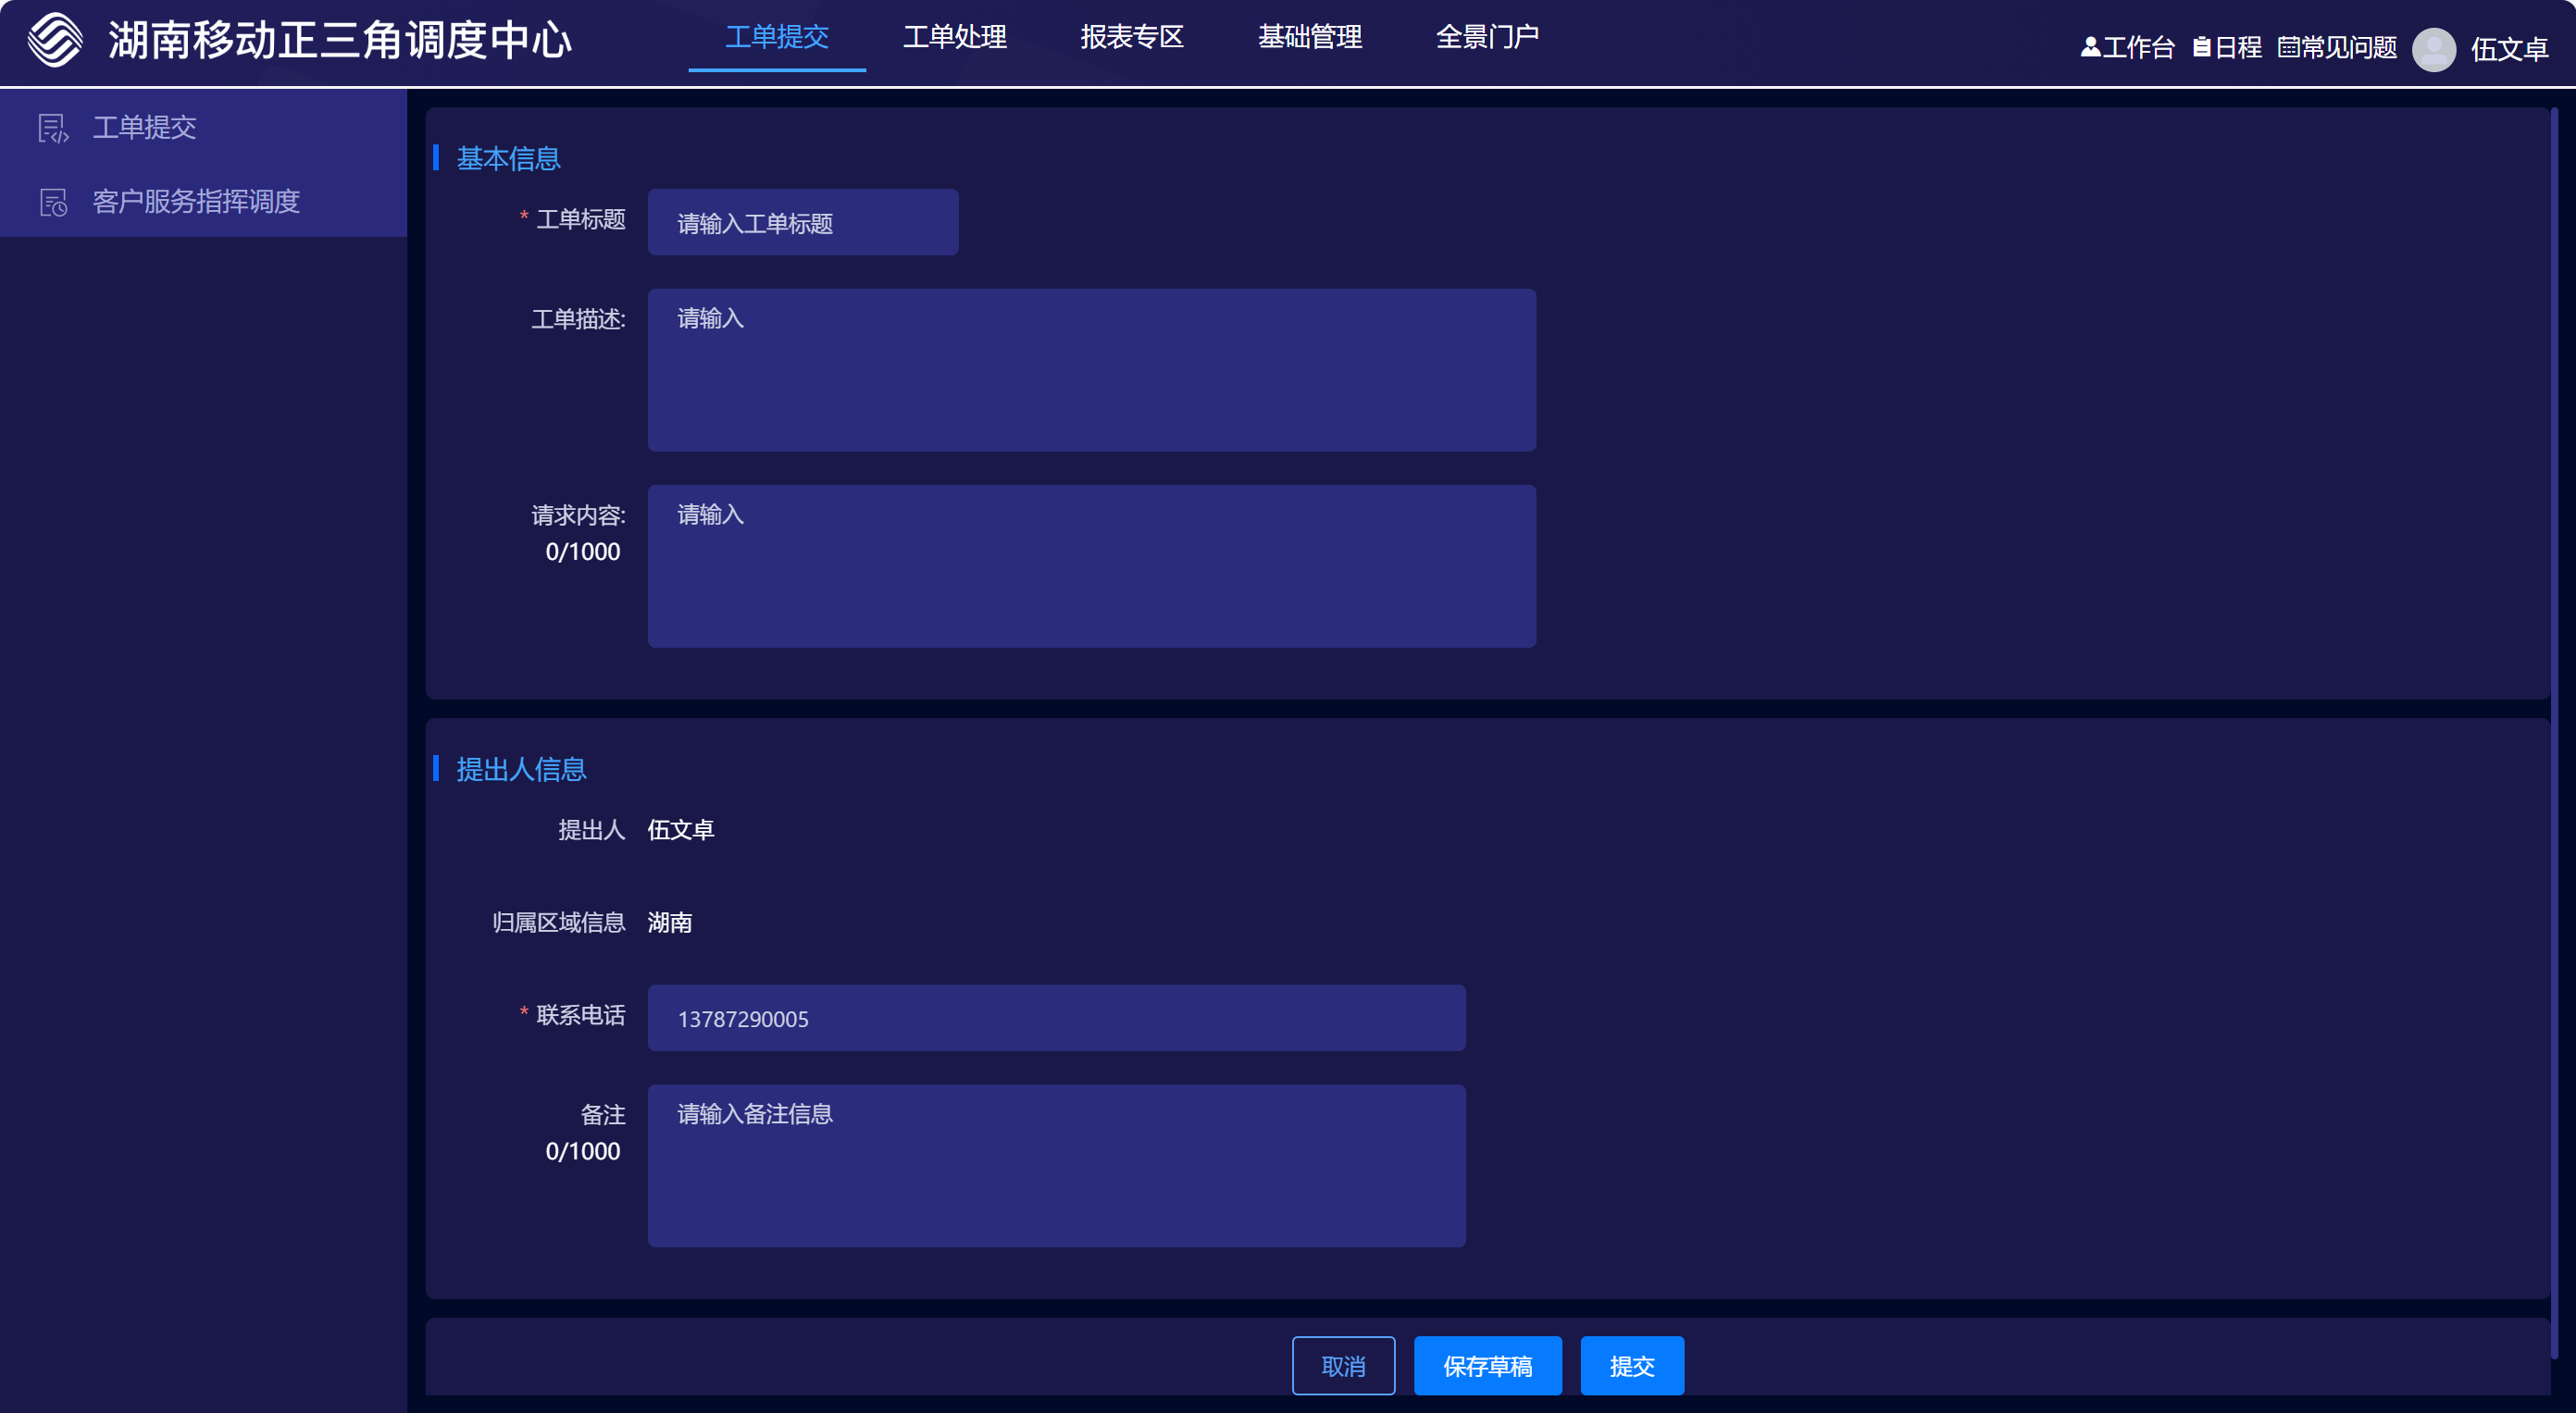 湖南移动正三角调度中心
工单提交 工单处理 报表专区 基础管理 全景门户
工作台 日程 常见问题 伍文卓
工单提交
客户服务指挥调度
基本信息
* 工单标题 请输入工单标题
工单描述: 请输入
请求内容: 请输入
0/1000
提出人信息
提出人 伍文卓
归属区域信息 湖南
* 联系电话 13787290005
备注 请输入备注信息
0/1000
取消 保存草稿 提交